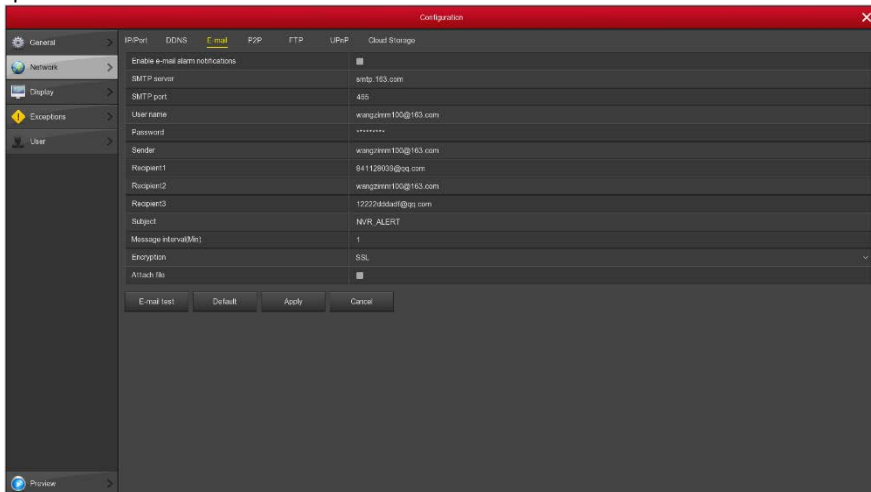 Configuration
General
Network
Display
Exceptions
User
Preview
IP/Port DDNS E-mail P2P FTP UPnP Cloud Storage
Enable e-mail alarm notifications
SMTP server smtp.163.com
SMTP port 465
User name wangzimm100@163.com
Password *********
Sender wangzimm100@163.com
Recipient1 841128039@qq.com
Recipient2 wangzimm100@163.com
Recipient3 12222dddadf@qq.com
Subject NVR_ALERT
Message interval(Min) 1
Encryption SSL
Attach file
E-mail test Default Apply Cancel